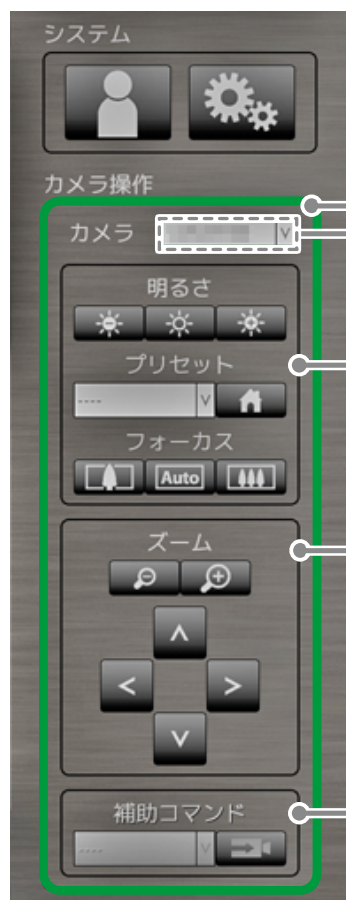 システム
カメラ操作
カメラ
明るさ
プリセット
----
フォーカス
Auto
ズーム
補助コマンド
----